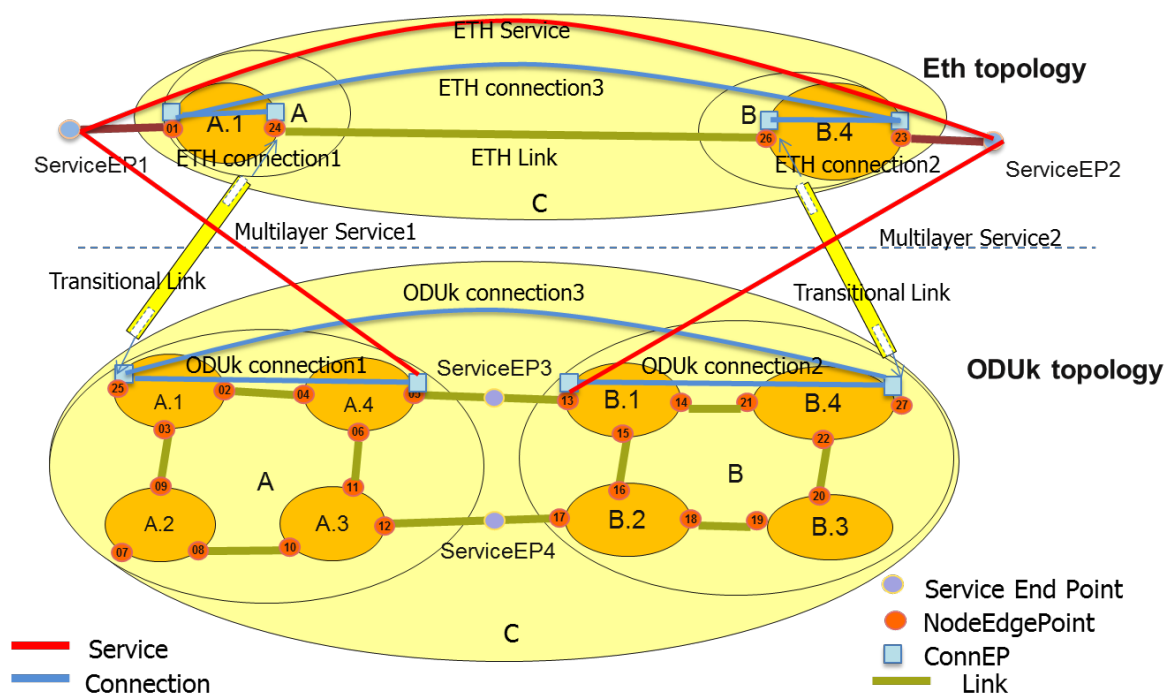 ETH Service
Eth topology
ETH connection3
A
B
A.1
B.4
01
24
26
23
ServiceEP1
ETH connection1
ETH Link
ETH connection2
ServiceEP2
C
Multilayer Service1
Multilayer Service2
Transitional Link
ODUk connection3
Transitional Link
ODUk connection1
ServiceEP3
ODUk connection2
ODUk topology
25
A.1
02
04
A.4
05
13
B.1
14
21
B.4
27
03
06
15
22
A
B
09
11
16
20
A.2
A.3
12
17
B.2
18
19
B.3
07
08
10
ServiceEP4
Service End Point
C
NodeEdgePoint
Service
ConnEP
Connection
Link